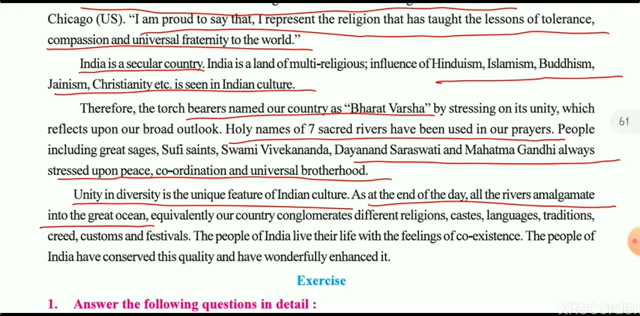 Chicago (US). “I am proud to say that, I represent the religion that has taught the lessons of tolerance,
compassion and universal fraternity to the world.”
India is a secular country. India is a land of multi-religious; influence of Hinduism, Islamism, Buddhism,
Jainism, Christianity etc. is seen in Indian culture.
Therefore, the torch bearers named our country as “Bharat Varsha” by stressing on its unity, which
reflects upon our broad outlook. Holy names of 7 sacred rivers have been used in our prayers. People
including great sages, Sufi saints, Swami Vivekananda, Dayanand Saraswati and Mahatma Gandhi always
stressed upon peace, co-ordination and universal brotherhood.
Unity in diversity is the unique feature of Indian culture. As at the end of the day, all the rivers amalgamate
into the great ocean, equivalently our country conglomerates different religions, castes, languages, traditions,
creed, customs and festivals. The people of India live their life with the feelings of co-existence. The people of
India have conserved this quality and have wonderfully enhanced it.
Exercise
1. Answer the following questions in detail :
61
XRecorder